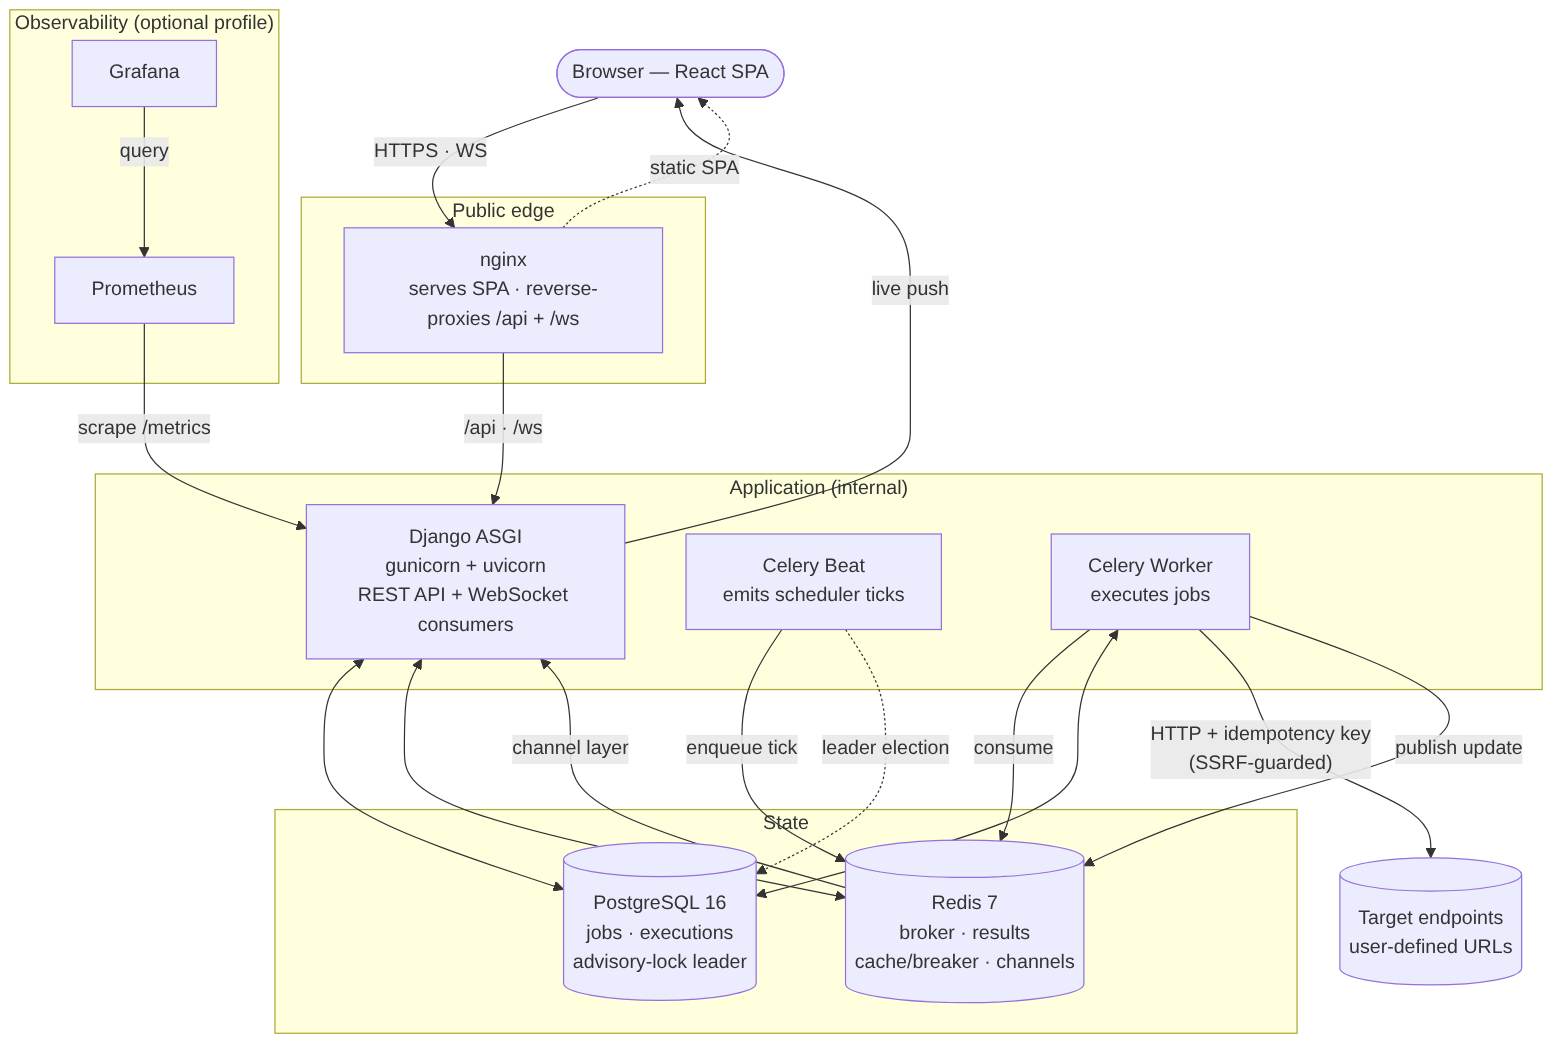 Observability (optional profile)
Grafana
query
Prometheus
scrape /metrics
Browser — React SPA
HTTPS · WS
static SPA
live push
Public edge
nginx
serves SPA · reverse-
proxies /api + /ws
/api · /ws
Application (internal)
Django ASGI
gunicorn + uvicorn
REST API + WebSocket
consumers
Celery Beat
emits scheduler ticks
Celery Worker
executes jobs
channel layer
enqueue tick
leader election
consume
HTTP + idempotency key
(SSRF-guarded)
publish update
State
PostgreSQL 16
jobs · executions
advisory-lock leader
Redis 7
broker · results
cache/breaker · channels
Target endpoints
user-defined URLs